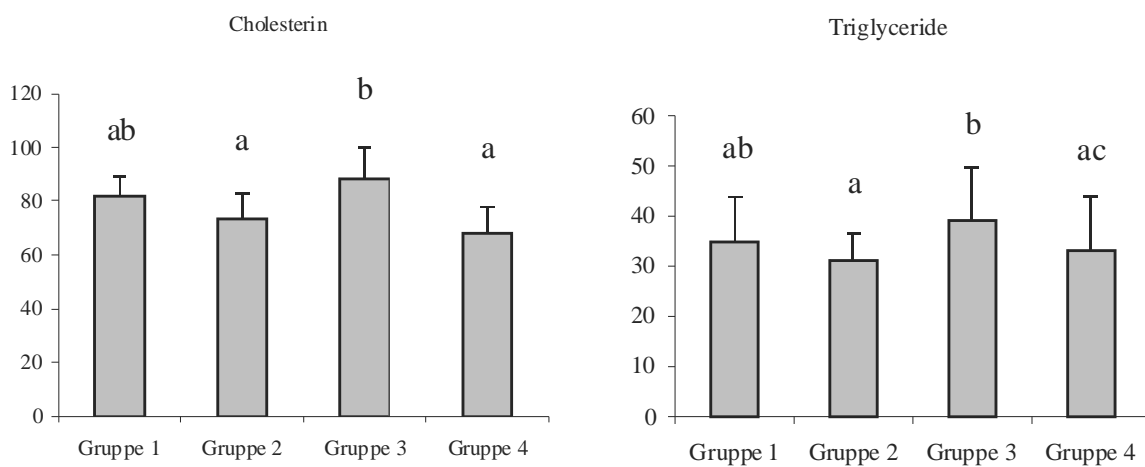 Cholesterin
120
100
80
60
40
20
0
ab
a
b
a
Gruppe 1
Gruppe 2
Gruppe 3
Gruppe 4
Triglyceride
60
50
40
30
20
10
0
ab
a
b
ac
Gruppe 1
Gruppe 2
Gruppe 3
Gruppe 4